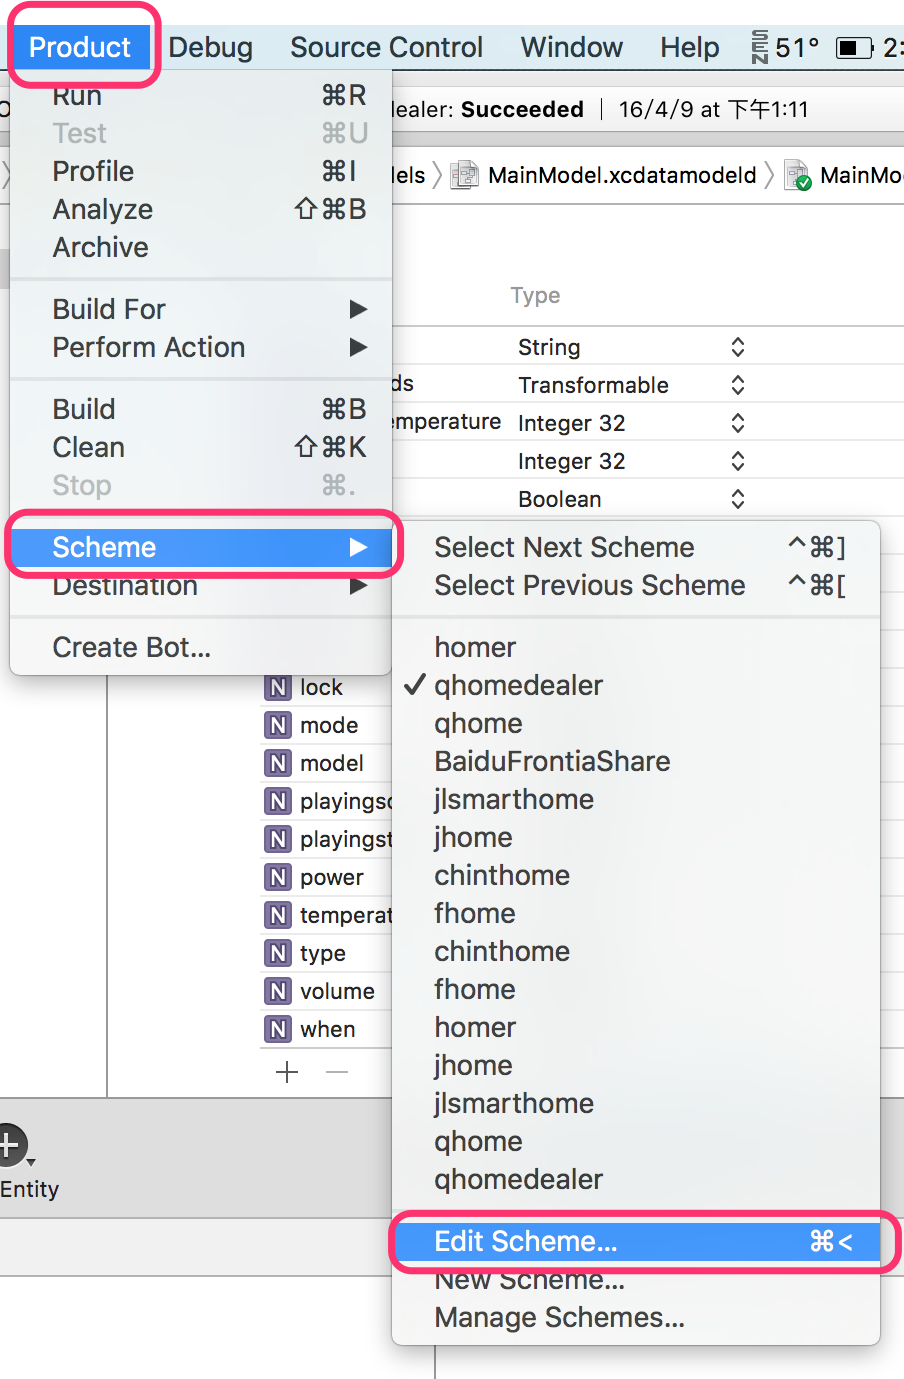 Product Debug Source Control Window Help SEN 51° 2:
Run ⌘R
ealer: Succeeded | 16/4/9 at 下午1:11
Test ⌘U
Profile ⌘I
els MainModel.xcdatamodeld MainMo
Analyze ⇧⌘B
Archive
Type
Build For ▶
Perform Action ▶
String
ds Transformable
Build ⌘B
emperature Integer 32
Clean ⇧⌘K
Integer 32
Stop ⌘.
Boolean
Scheme ▶
Destination ▶
Create Bot...
Select Next Scheme ^⌘]
Select Previous Scheme ^⌘[
homer
✓ qhomedealer
qhome
BaiduFrontiaShare
jlsmarthome
jhome
chinthome
fhome
chinthome
fhome
homer
jhome
jlsmarthome
qhome
qhomedealer
Edit Scheme... ⌘<
New Scheme...
Manage Schemes...
N lock
N mode
N model
N playingso
N playingst
N power
N temperat
N type
N volume
N when
+ —
Entity